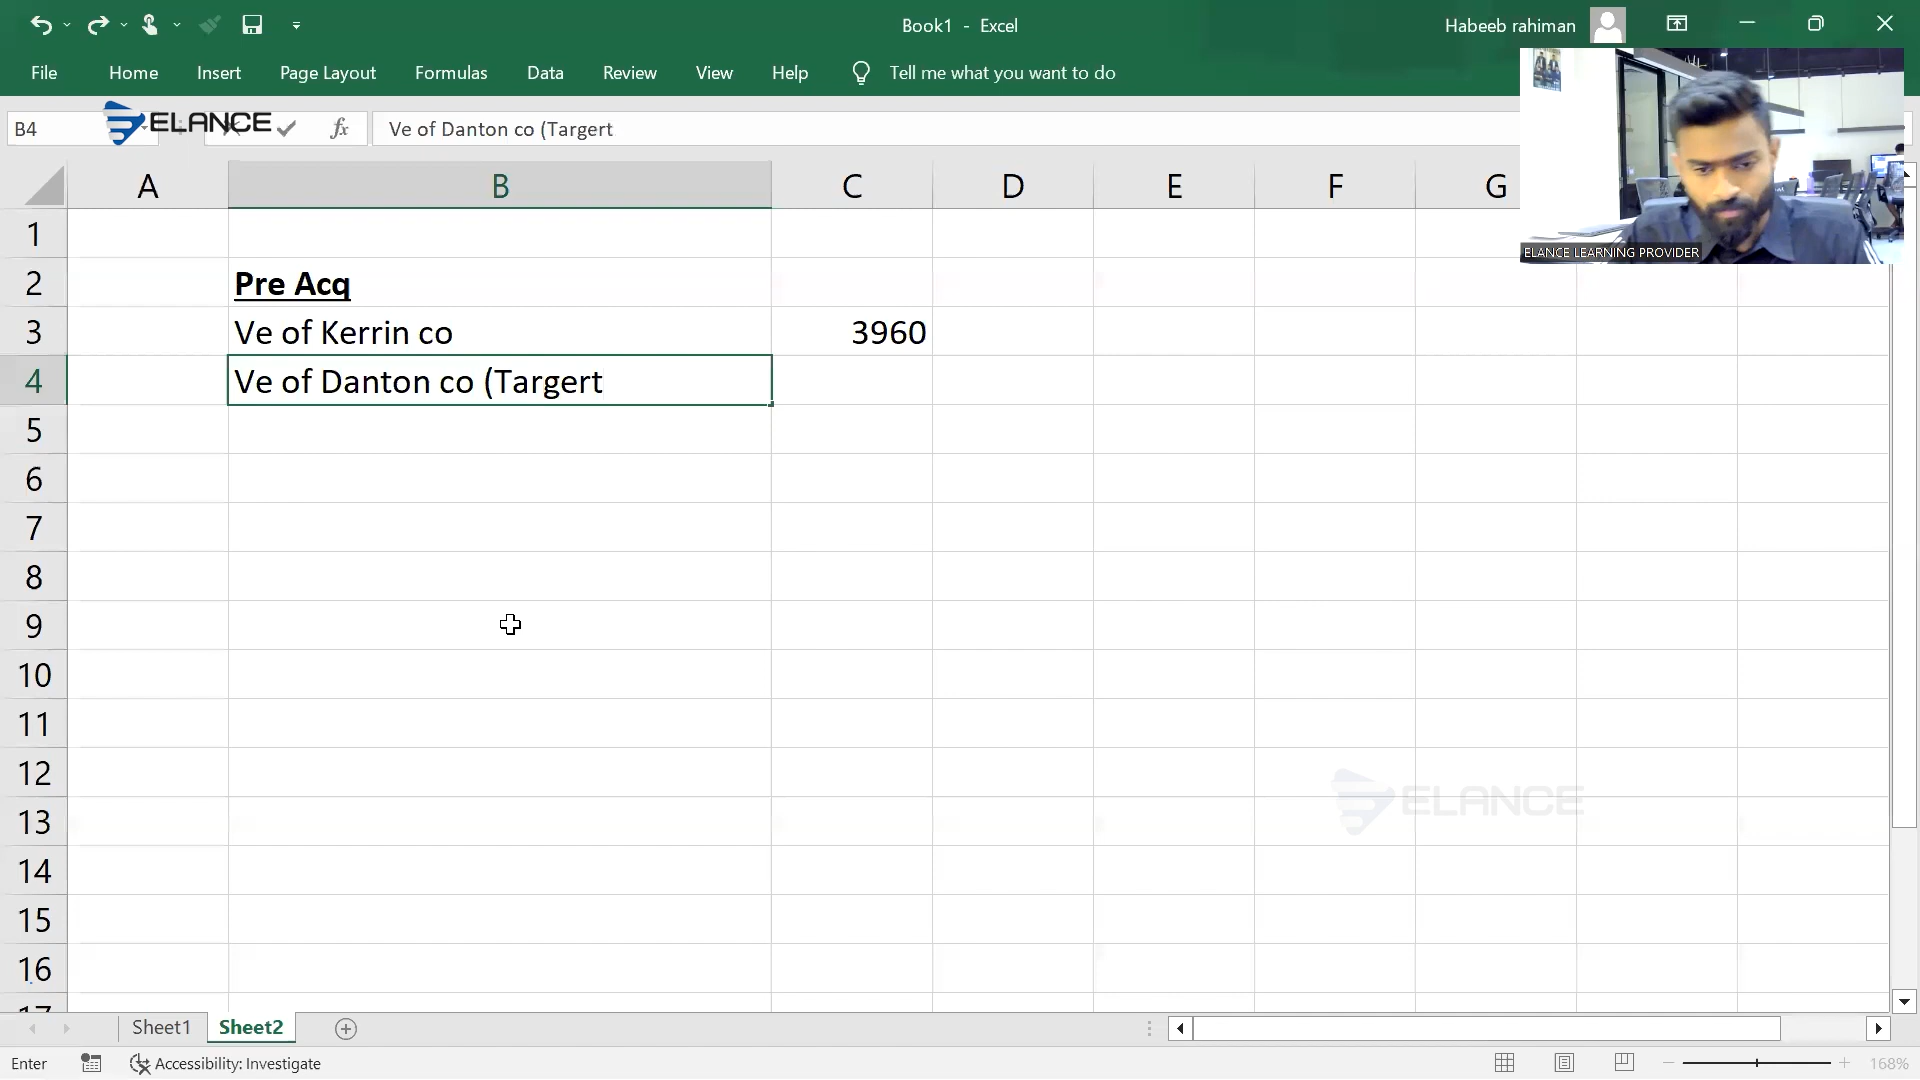 Book1 - Excel
Habeeb rahiman
File Home Insert Page Layout Formulas Data Review View Help Tell me what you want to do
B4 ELANCE fx Ve of Danton co (Targert
A B C D E F G
ELANCE LEARNING PROVIDER
1
2 Pre Acq
3 Ve of Kerrin co 3960
4 Ve of Danton co (Targert
5
6
7
8
9
10
11
12
13 ELANCE
14
15
16
17
Sheet1 Sheet2
Enter Accessibility: Investigate 168%